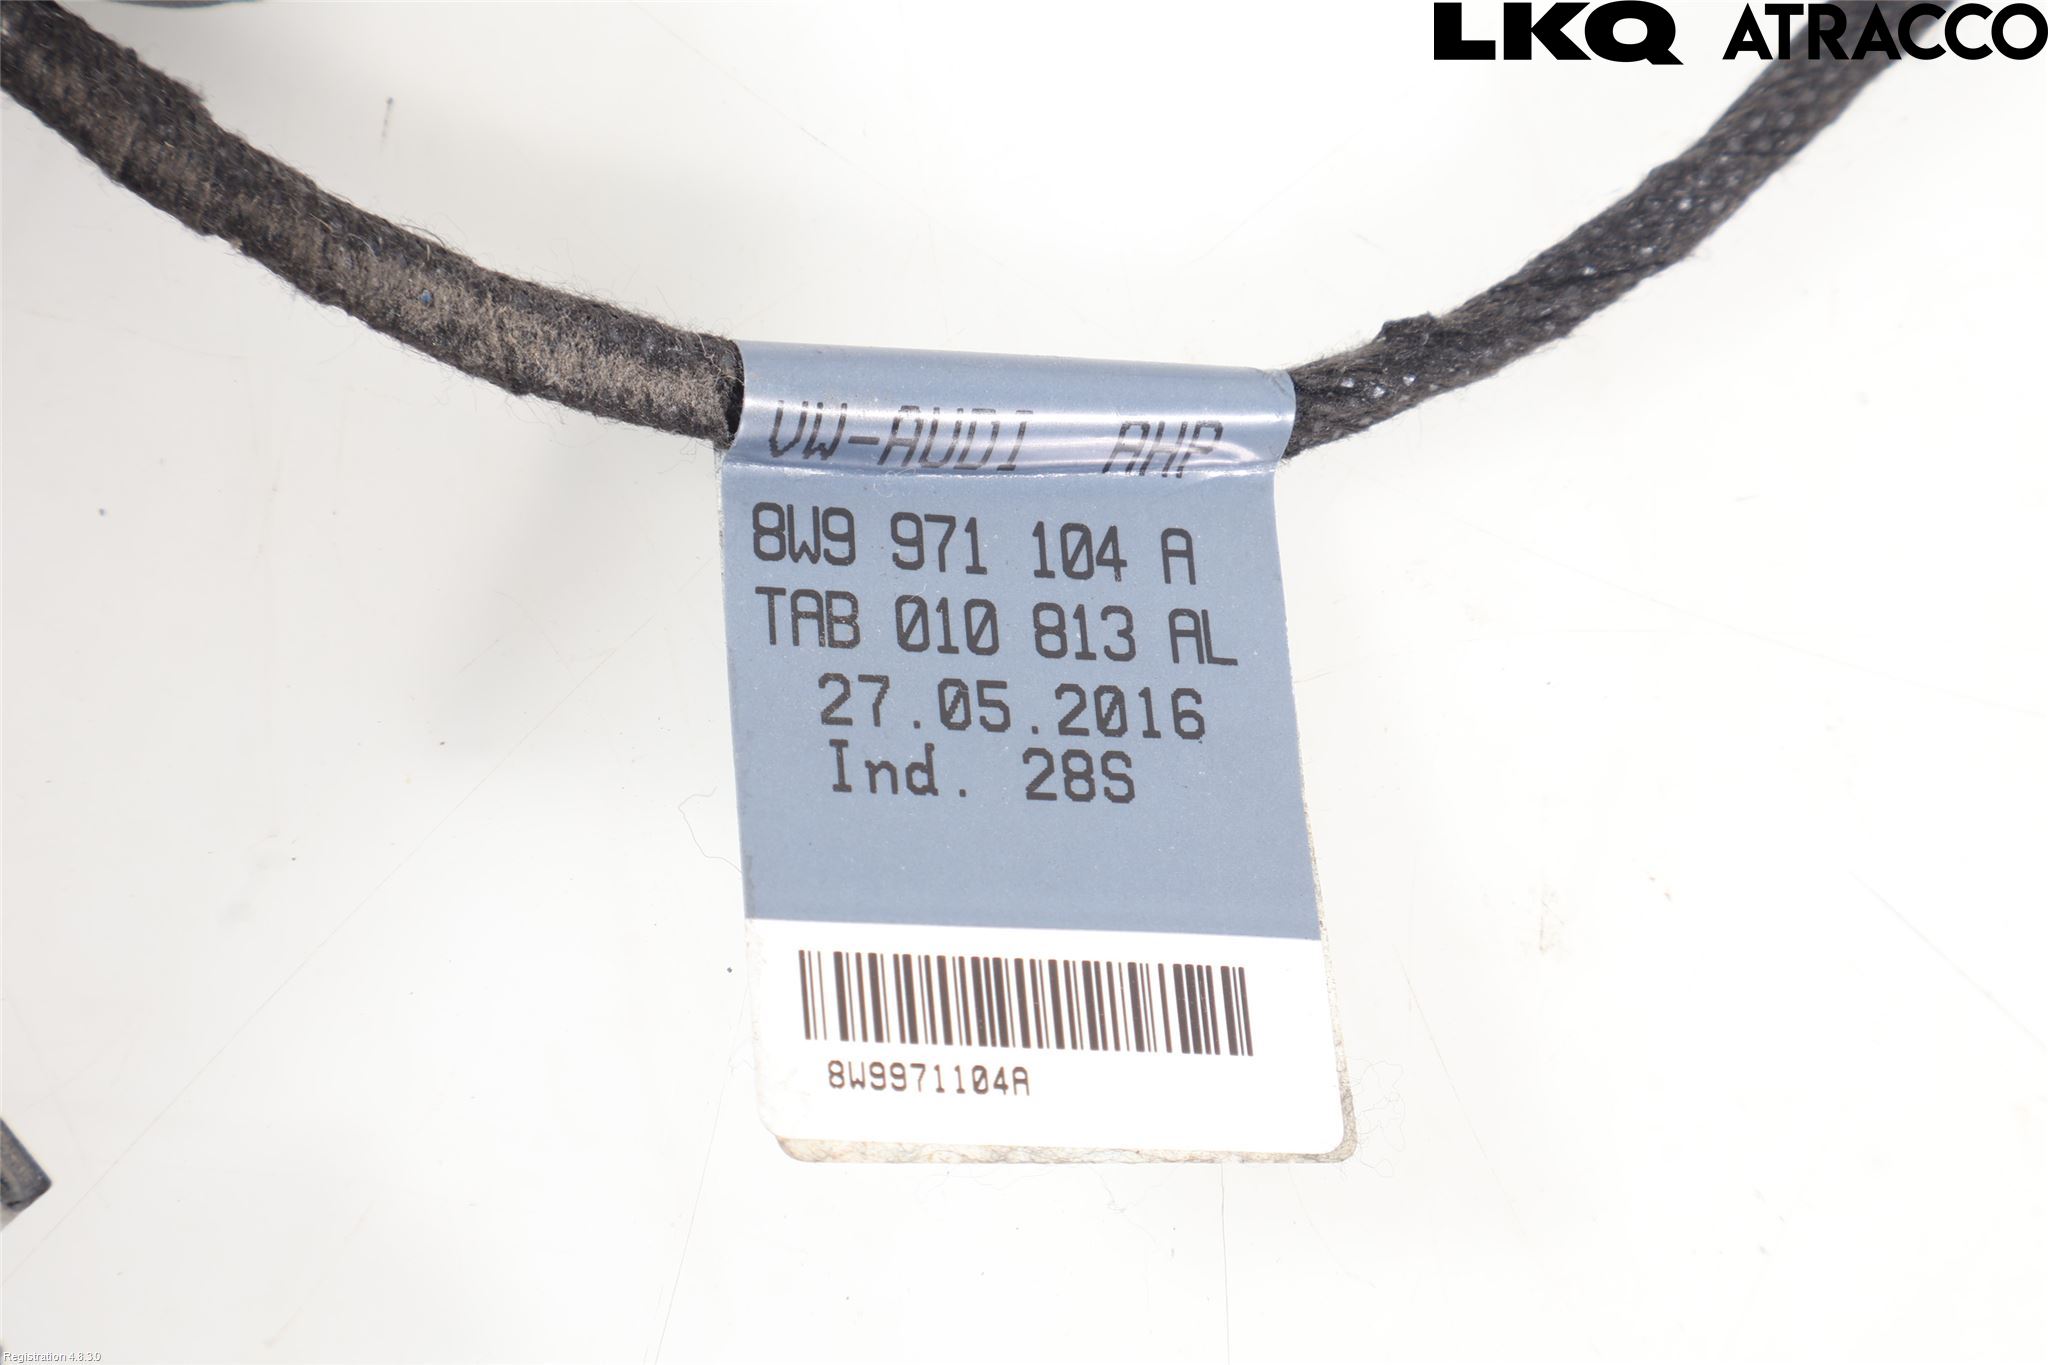 LKQ ATRACCO
VW-AUDI AHP
8W9 971 104 A
TAB 010 813 AL
27.05.2016
Ind. 28S
8W9971104A
Registration 4.8.3.0